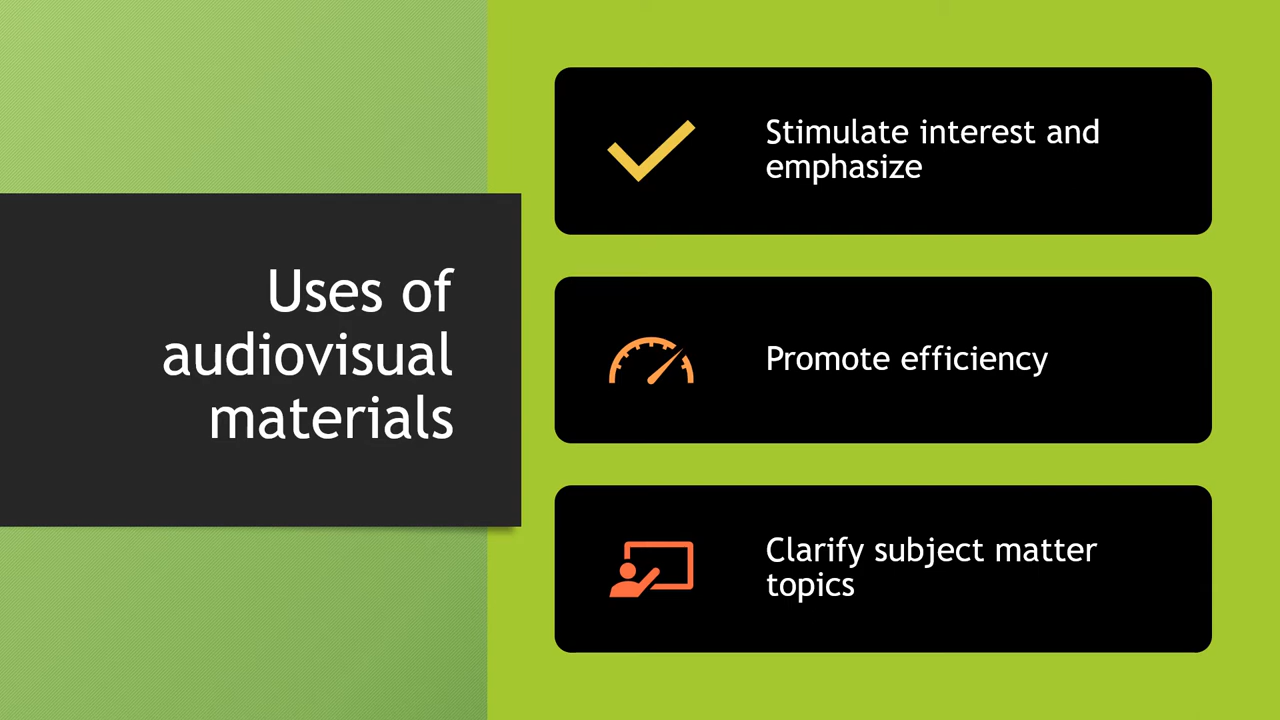 Uses of
audiovisual
materials
Stimulate interest and
emphasize
Promote efficiency
Clarify subject matter
topics